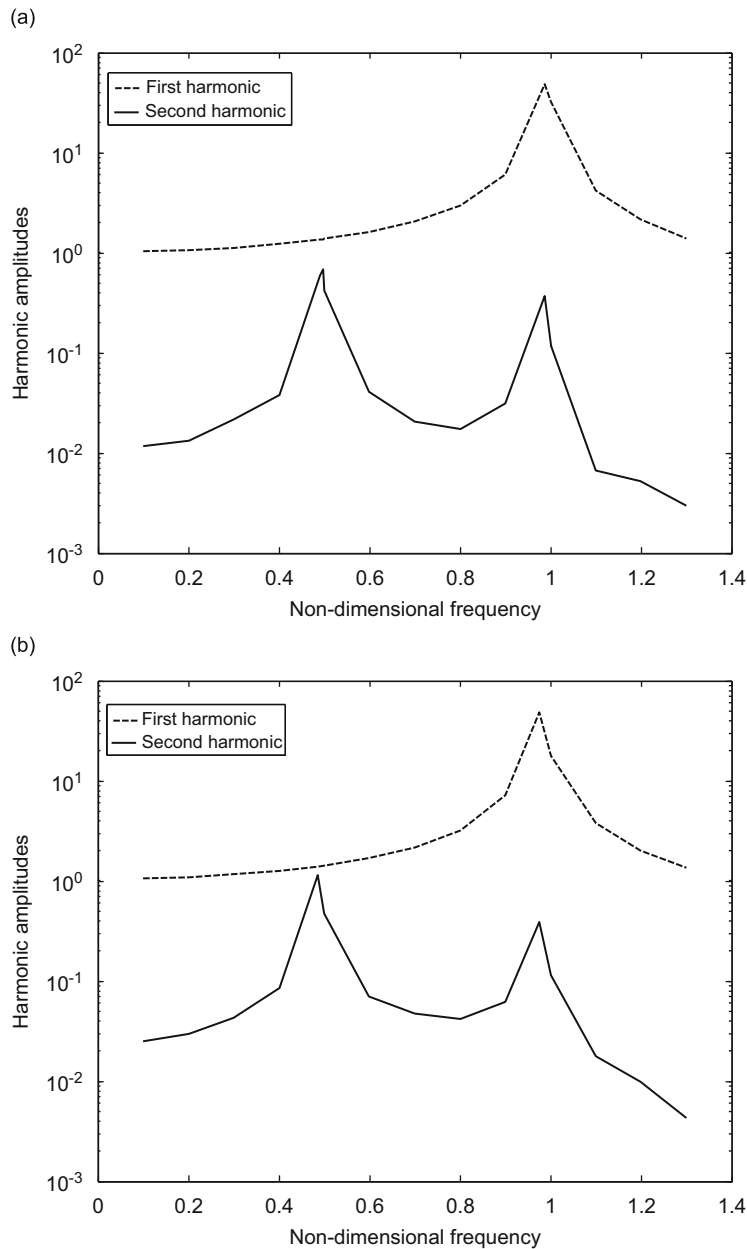 (a)
10^2
10^1
10^0
10^-1
10^-2
10^-3
Harmonic amplitudes
First harmonic
Second harmonic
0 0.2 0.4 0.6 0.8 1 1.2 1.4
Non-dimensional frequency
(b)
10^2
10^1
10^0
10^-1
10^-2
10^-3
Harmonic amplitudes
First harmonic
Second harmonic
0 0.2 0.4 0.6 0.8 1 1.2 1.4
Non-dimensional frequency